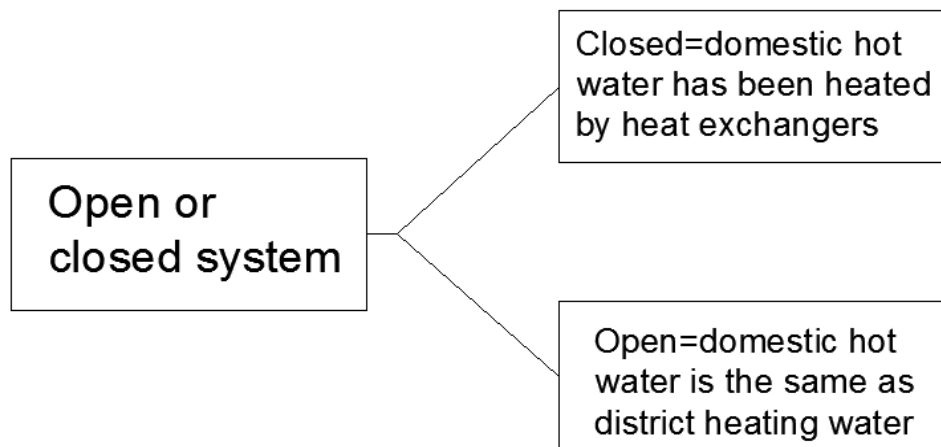 Closed=domestic hot
water has been heated
by heat exchangers
Open or
closed system
Open=domestic hot
water is the same as
district heating water